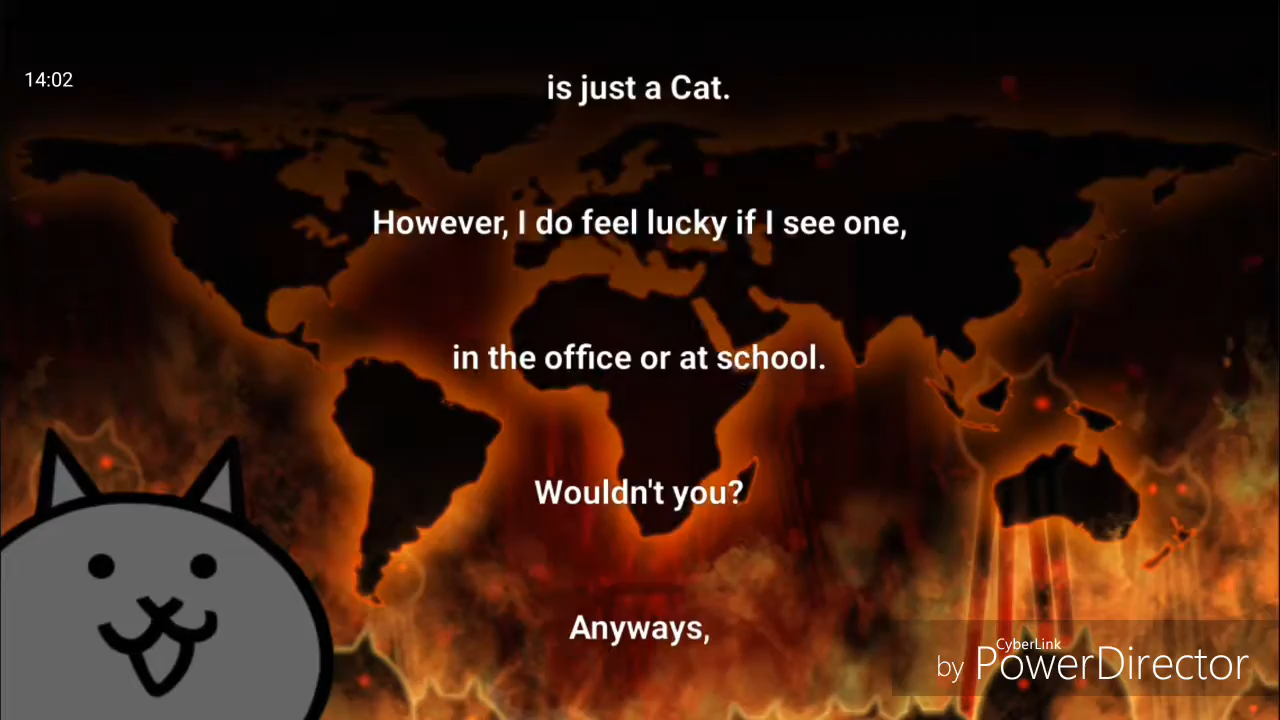 14:02
is just a Cat.
However, I do feel lucky if I see one,
in the office or at school.
Wouldn't you?
Anyways,
CyberLink
by PowerDirector